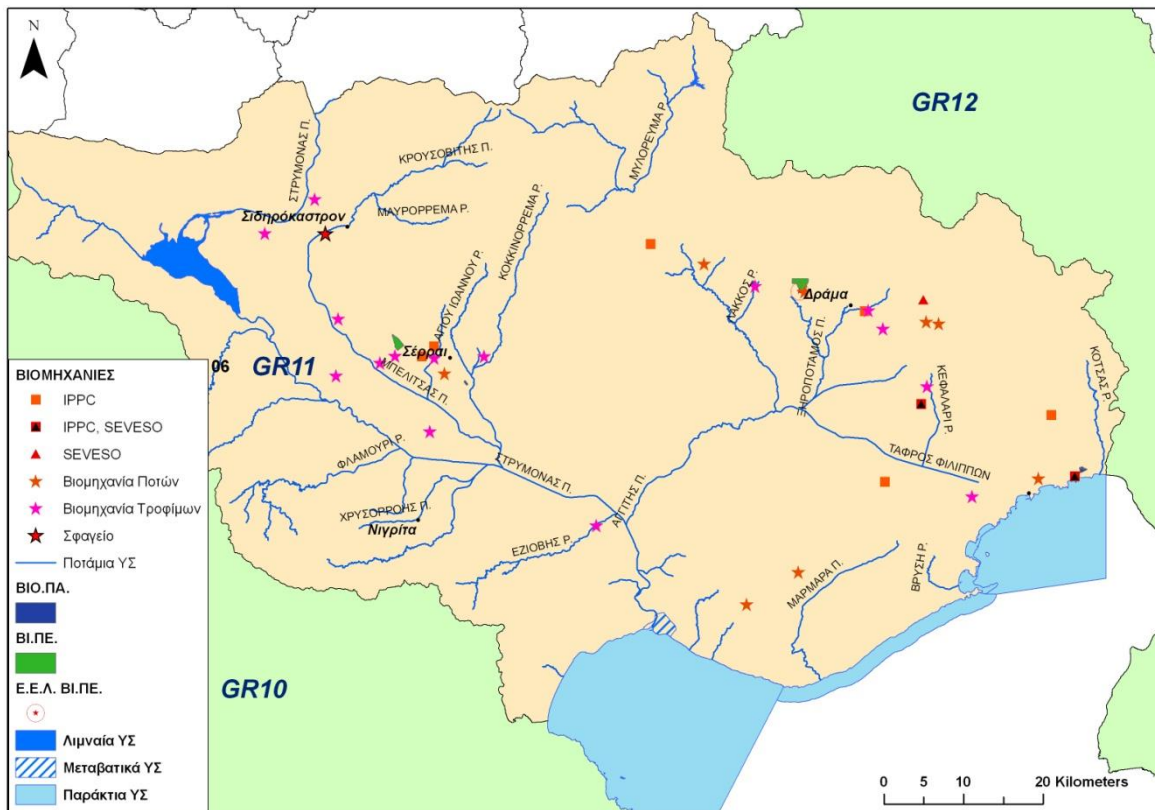 N
GR12
ΣΤΡΥΜΟΝΑΣ Π.
ΚΡΟΥΣΟΒΙΤΗΣ Π.
ΜΥΛΟΡΕΥΜΑ Ρ.
Σιδηρόκαστρον
ΜΑΥΡΟΡΡΕΜΑ Ρ.
ΚΟΚΚΙΝΟΡΕΜΑ Ρ.
ΑΓΙΟΥ ΙΩΑΝΝΟΥ Ρ.
ΛΑΚΚΟΣ Ρ.
Δράμα
ΞΗΡΟΠΟΤΑΜΟΣ Π.
Σέρραι
06
GR11
ΜΠΕΛΙΤΣΑΣ Π.
ΚΕΦΑΛΑΡΙ Ρ.
ΚΟΤΣΑΣ Ρ.
ΦΛΑΜΟΥΡΙ Ρ.
ΣΤΡΥΜΟΝΑΣ Π.
ΤΑΦΡΟΣ ΦΙΛΙΠΠΩΝ
ΑΓΓΙΤΗΣ Π.
ΧΡΥΣΟΡΡΟΗΣ Π.
Νιγρίτα
ΕΖΙΟΒΗΣ Ρ.
ΜΑΡΜΑΡΑ Π.
ΒΡΥΣΗ Ρ.
GR10
ΒΙΟΜΗΧΑΝΙΕΣ
IPPC
IPPC, SEVESO
SEVESO
Βιομηχανία Ποτών
Βιομηχανία Τροφίμων
Σφαγείο
Ποτάμια ΥΣ
ΒΙΟ.ΠΑ.
ΒΙ.ΠΕ.
Ε.Ε.Λ. ΒΙ.ΠΕ.
Λιμναία ΥΣ
Μεταβατικά ΥΣ
Παράκτια ΥΣ
0 5 10 20 Kilometers